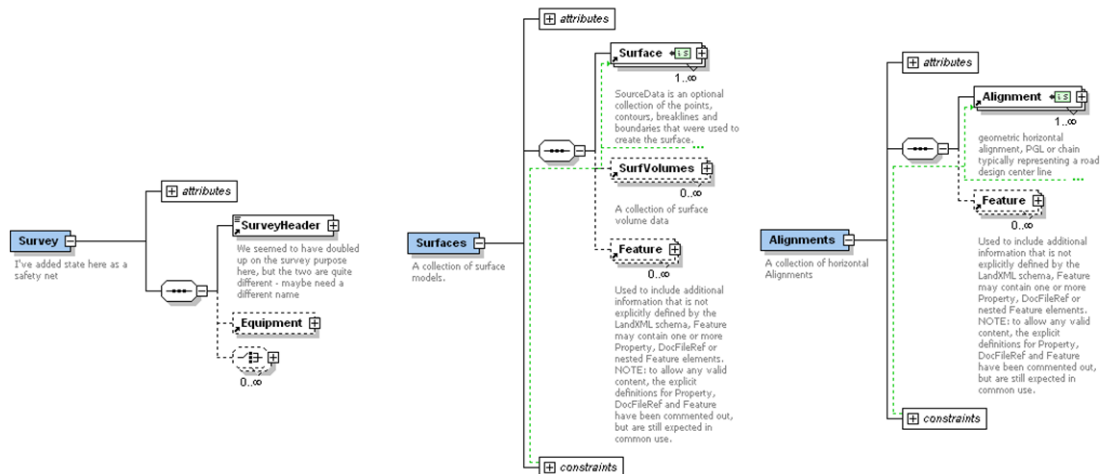 attributes
Survey
I've added state here as a
safety net
SurveyHeader
We seemed to have doubled
up on the survey purpose
here, but the two are quite
different - maybe need a
different name
Equipment
0..∞
attributes
Surface
1..∞
SourceData is an optional
collection of the points,
contours, breaklines and
boundaries that were used to
create the surface.
SurfVolumes
0..∞
A collection of surface
volume data
Surfaces
A collection of surface
models.
Feature
0..∞
Used to include additional
information that is not
explicitly defined by the
LandXML schema, Feature
may contain one or more
Property, DocFileRef or
nested Feature elements.
NOTE: to allow any valid
content, the explicit
definitions for Property,
DocFileRef and Feature
have been commented out,
but are still expected in
common use.
constraints
attributes
Alignment
1..∞
geometric horizontal
alignment, PGL or chain
typically representing a road
design center line
Alignments
A collection of horizontal
Alignments
Feature
0..∞
Used to include additional
information that is not
explicitly defined by the
LandXML schema, Feature
may contain one or more
Property, DocFileRef or
nested Feature elements.
NOTE: to allow any valid
content, the explicit
definitions for Property,
DocFileRef and Feature
have been commented out,
but are still expected in
common use.
constraints